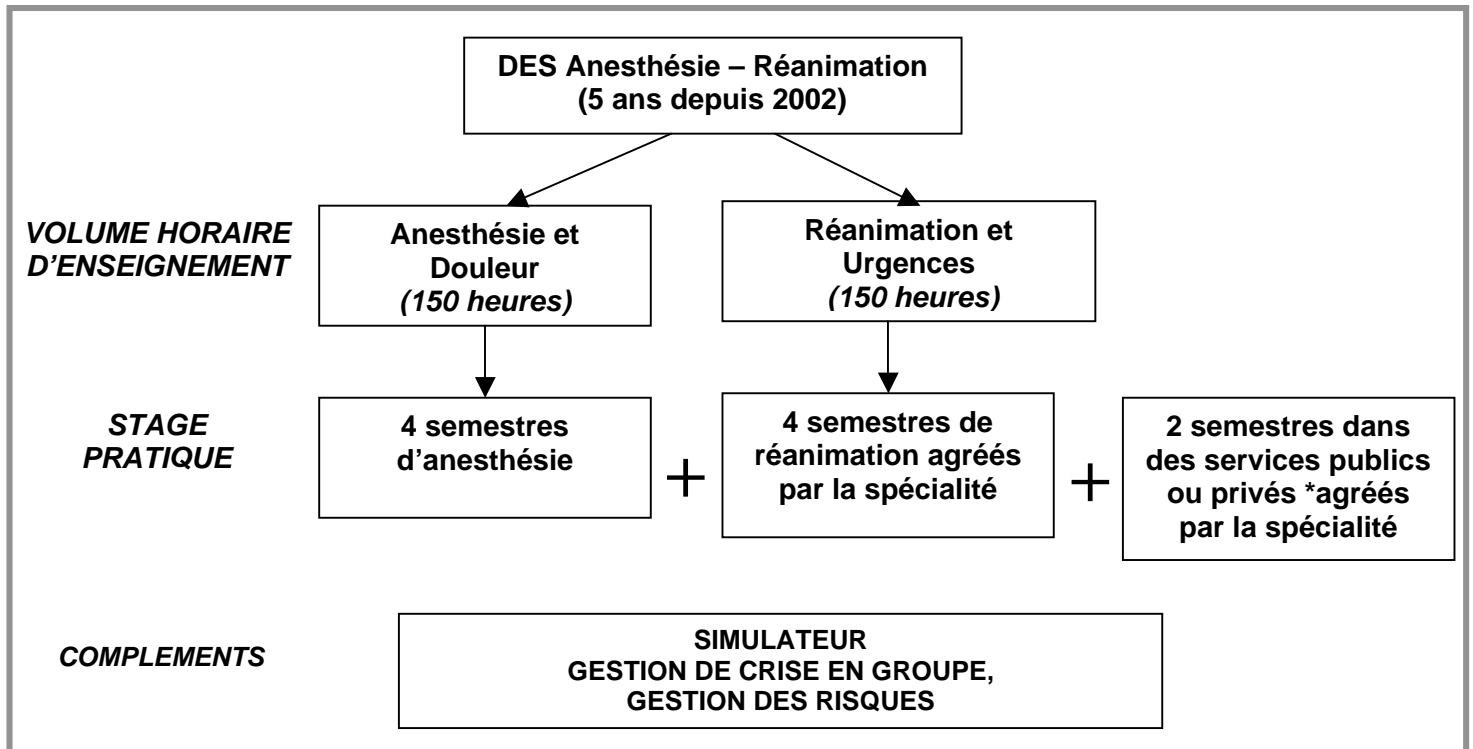 DES Anesthésie – Réanimation
(5 ans depuis 2002)
VOLUME HORAIRE
D’ENSEIGNEMENT
Anesthésie et
Douleur
(150 heures)
Réanimation et
Urgences
(150 heures)
STAGE
PRATIQUE
4 semestres
d’anesthésie
+
4 semestres de
réanimation agréés
par la spécialité
+
2 semestres dans
des services publics
ou privés *agréés
par la spécialité
COMPLEMENTS
SIMULATEUR
GESTION DE CRISE EN GROUPE,
GESTION DES RISQUES